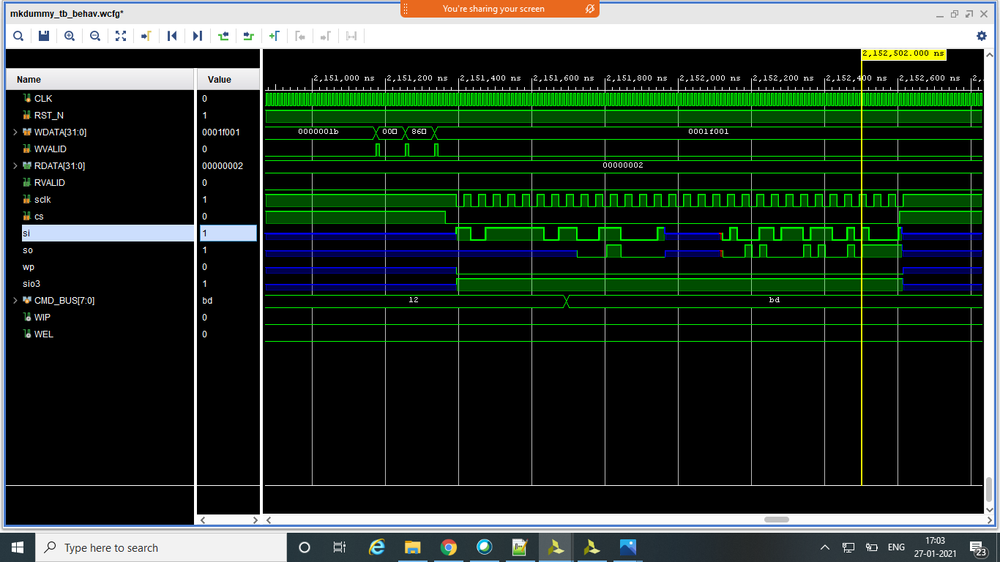 You're sharing your screen
mkdummy_tb_behav.wcfg*
2,152,502.000 ns
Name Value
2,151,000 ns 2,151,200 ns 2,151,400 ns 2,151,600 ns 2,151,800 ns 2,152,000 ns 2,152,200 ns 2,152,400 ns 2,152,600 ns 2,
CLK 0
RST_N 1
WDATA[31:0] 0001f001 0000001b 00 86 0001f001
WVALID 0
RDATA[31:0] 00000002 00000002
RVALID 0
sclk 1
cs 0
si 1
so 1
wp 0
sio3 1
CMD_BUS[7:0] bd 12 bd
WIP 0
WEL 0
Type here to search
ENG
17:03
27-01-2021
23